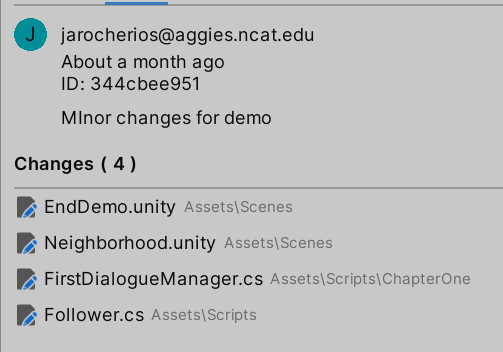 J
jarocherios@aggies.ncat.edu
About a month ago
ID: 344cbee951
MInor changes for demo
Changes ( 4 )
EndDemo.unity Assets\Scenes
Neighborhood.unity Assets\Scenes
FirstDialogueManager.cs Assets\Scripts\ChapterOne
Follower.cs Assets\Scripts